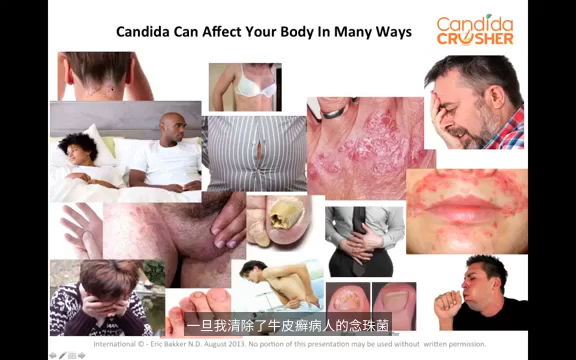 Candida Can Affect Your Body In Many Ways
Candida
CRUSHER
一旦我清除了牛皮癣病人的念珠菌
After
International © - Eric Bakker N.D. August 2013. No portion of this presentation may be used without written permission.